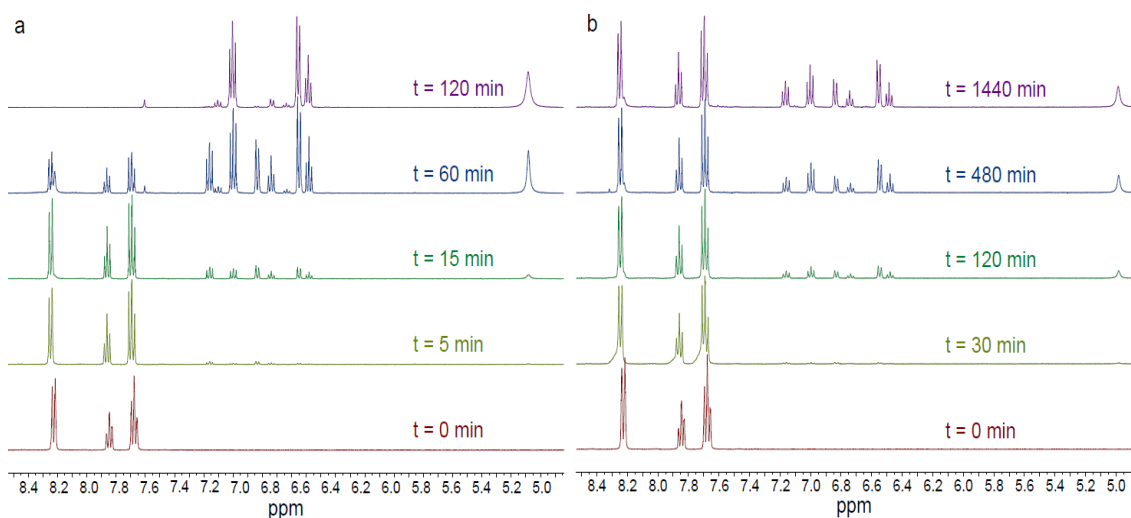 a
t = 120 min
t = 60 min
t = 15 min
t = 5 min
t = 0 min
8.4 8.2 8.0 7.8 7.6 7.4 7.2 7.0 6.8 6.6 6.4 6.2 6.0 5.8 5.6 5.4 5.2 5.0
ppm
b
t = 1440 min
t = 480 min
t = 120 min
t = 30 min
t = 0 min
8.4 8.2 8.0 7.8 7.6 7.4 7.2 7.0 6.8 6.6 6.4 6.2 6.0 5.8 5.6 5.4 5.2 5.0
ppm